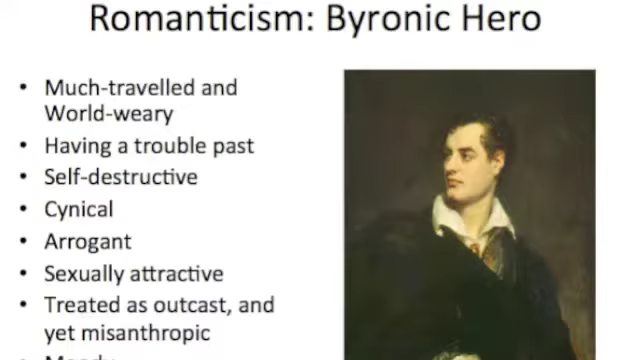 Romanticism: Byronic Hero
• Much-travelled and
World-weary
• Having a trouble past
• Self-destructive
• Cynical
• Arrogant
• Sexually attractive
• Treated as outcast, and
yet misanthropic